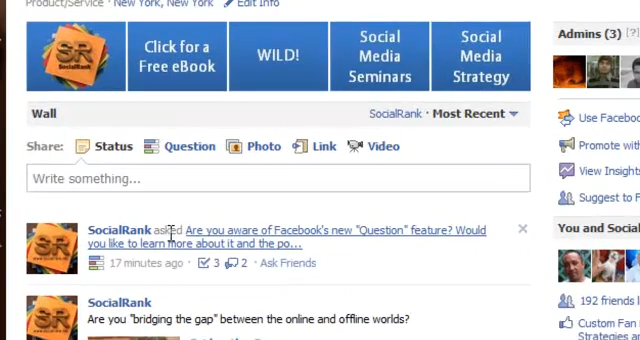 Product/Service · New York, New York Edit Info
SR
SocialRank
Click for a
Free eBook
WILD!
Social
Media
Seminars
Social
Media
Strategy
Wall
SocialRank · Most Recent
Share: Status Question Photo Link Video
Write something...
SocialRank asked Are you aware of Facebook's new "Question" feature? Would
you like to learn more about it and the po...
17 minutes ago · 3 2 · Ask Friends
SocialRank
Are you "bridging the gap" between the online and offline worlds?
Admins (3) [?]
Use Faceboo
Promote with
View Insights
Suggest to F
You and Social
192 friends l
Custom Fan